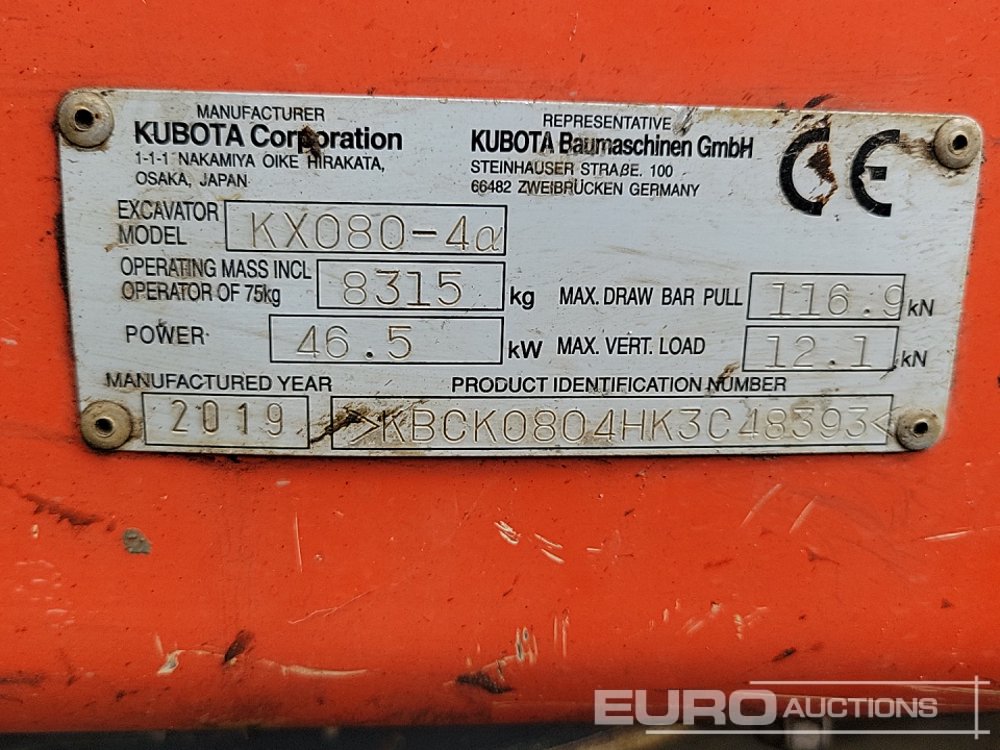 MANUFACTURER
KUBOTA Corporation
1-1-1 NAKAMIYA OIKE HIRAKATA,
OSAKA, JAPAN
REPRESENTATIVE
KUBOTA Baumaschinen GmbH
STEINHAUSER STRAßE. 100
66482 ZWEIBRÜCKEN GERMANY
CE
EXCAVATOR MODEL KX080-4α
OPERATING MASS INCL
OPERATOR OF 75kg 8315 kg
MAX. DRAW BAR PULL 116.9 kN
POWER 46.5 kW
MAX. VERT. LOAD 12.1 kN
MANUFACTURED YEAR
2019
PRODUCT IDENTIFICATION NUMBER
>KBCK0804HK3C48393<
EURO AUCTIONS